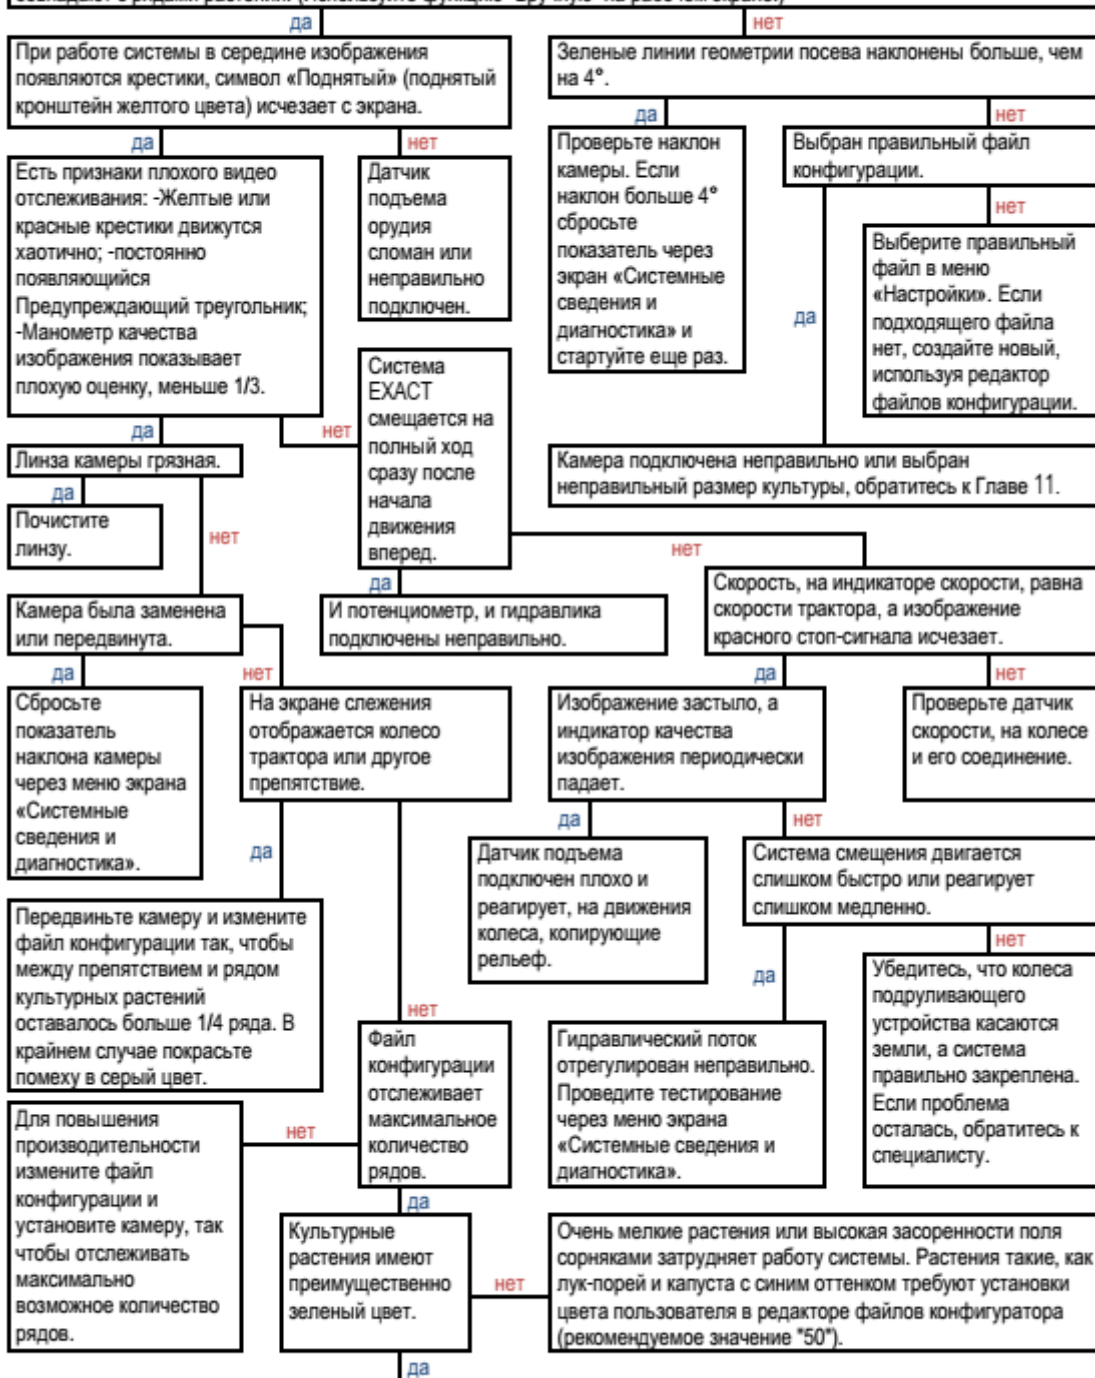 совпадают с рядами растений. (Используйте функцию "Вручную" на рабочем экране.)
да
нет
При работе системы в середине изображения
появляются крестики, символ «Поднятый» (поднятый
кронштейн желтого цвета) исчезает с экрана.
Зеленые линии геометрии посева наклонены больше, чем
на 4°.
да
нет
да
нет
Есть признаки плохого видео
отслеживания: -Желтые или
красные крестики движутся
хаотично; -постоянно
появляющийся
Предупреждающий треугольник;
-Манометр качества
изображения показывает
плохую оценку, меньше 1/3.
Датчик
подъема
орудия
сломан или
неправильно
подключен.
Проверьте наклон
камеры. Если
наклон больше 4°
сбросьте
показатель через
экран «Системные
сведения и
диагностика» и
стартуйте еще раз.
Выбран правильный файл
конфигурации.
нет
да
Выберите правильный
файл в меню
«Настройки». Если
подходящего файла
нет, создайте новый,
используя редактор
файлов конфигурации.
Система
EXACT
смещается на
полный ход
сразу после
начала
движения
вперед.
да
нет
Линза камеры грязная.
Камера подключена неправильно или выбран
неправильный размер культуры, обратитесь к Главе 11.
да
нет
Почистите
линзу.
да
нет
Камера была заменена
или передвинута.
И потенциометр, и гидравлика
подключены неправильно.
Скорость, на индикаторе скорости, равна
скорости трактора, а изображение
красного стоп-сигнала исчезает.
да
нет
да
нет
Сбросьте
показатель
наклона камеры
через меню экрана
«Системные
сведения и
диагностика».
На экране слежения
отображается колесо
трактора или другое
препятствие.
Изображение застыло, а
индикатор качества
изображения периодически
падает.
Проверьте датчик
скорости, на колесе
и его соединение.
да
нет
да
нет
Датчик подъема
подключен плохо и
реагирует, на движения
колеса, копирующие
рельеф.
Система смещения двигается
слишком быстро или реагирует
слишком медленно.
да
нет
Передвиньте камеру и измените
файл конфигурации так, чтобы
между препятствием и рядом
культурных растений
оставалось больше 1/4 ряда. В
крайнем случае покрасьте
помеху в серый цвет.
Файл
конфигурации
отслеживает
максимальное
количество
рядов.
Гидравлический поток
отрегулирован неправильно.
Проведите тестирование
через меню экрана
«Системные сведения и
диагностика».
Убедитесь, что колеса
подруливающего
устройства касаются
земли, а система
правильно закреплена.
Если проблема
осталась, обратитесь к
специалисту.
нет
да
Для повышения
производительности
измените файл
конфигурации и
установите камеру, так
чтобы отслеживать
максимально
возможное количество
рядов.
Культурные
растения имеют
преимущественно
зеленый цвет.
нет
Очень мелкие растения или высокая засоренности поля
сорняками затрудняет работу системы. Растения такие, как
лук-порей и капуста с синим оттенком требуют установки
цвета пользователя в редакторе файлов конфигуратора
(рекомендуемое значение "50").
да